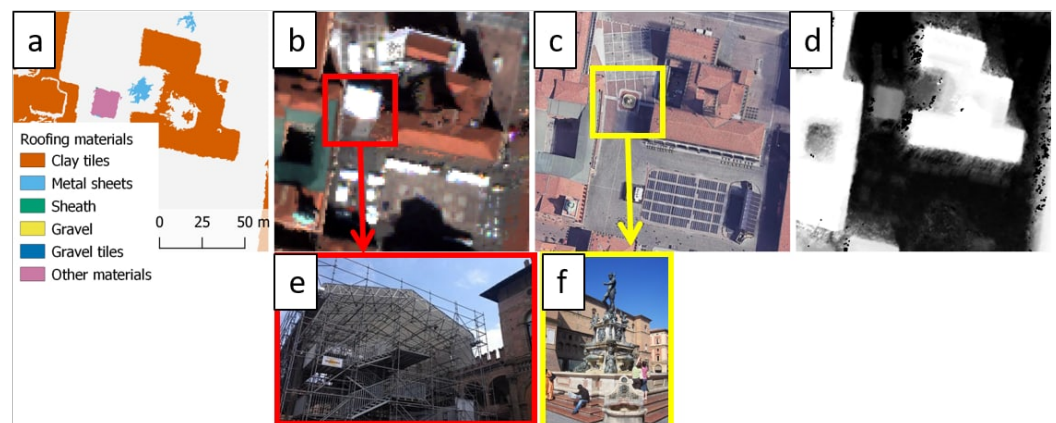 a
b
c
d
Roofing materials
Clay tiles
Metal sheets
Sheath
Gravel
Gravel tiles
Other materials
0 25 50 m
e
f